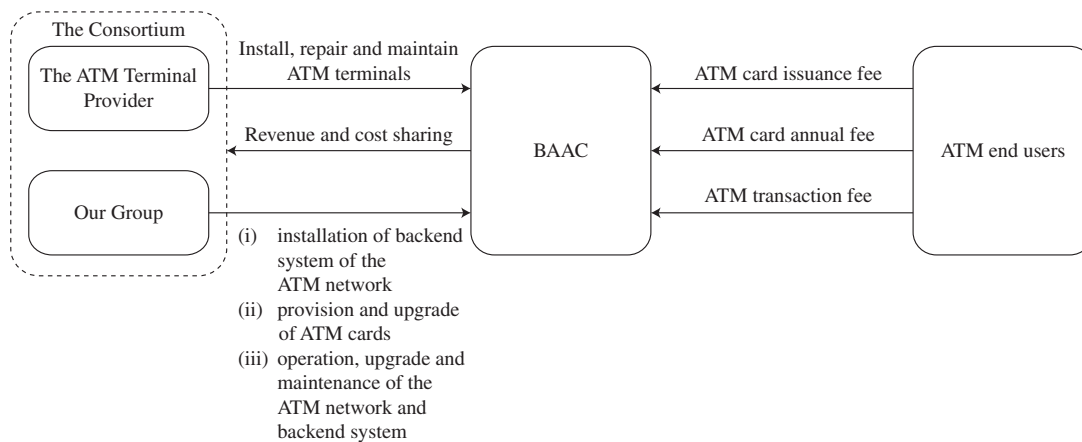 The Consortium
The ATM Terminal
Provider
Install, repair and maintain
ATM terminals
Revenue and cost sharing
Our Group
(i) installation of backend
system of the
ATM network
(ii) provision and upgrade
of ATM cards
(iii) operation, upgrade and
maintenance of the
ATM network and
backend system
BAAC
ATM card issuance fee
ATM card annual fee
ATM transaction fee
ATM end users